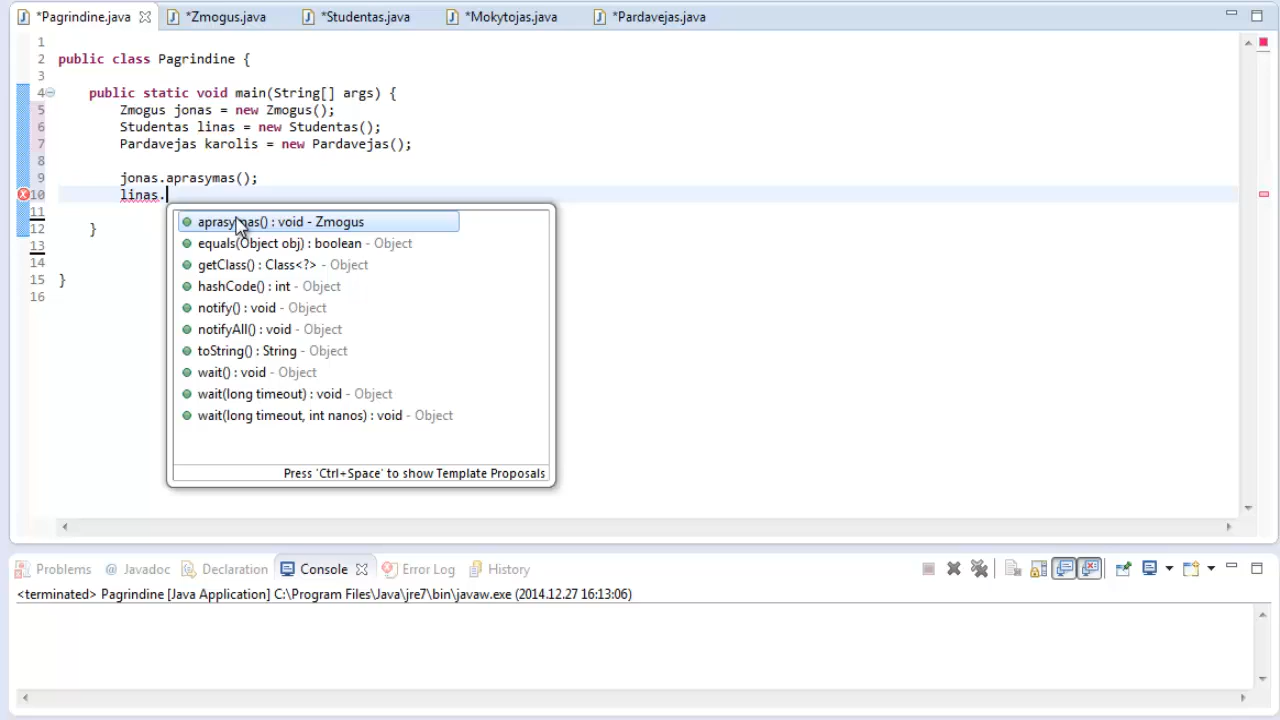 *Pagrindine.java *Zmogus.java *Studentas.java *Mokytojas.java *Pardavejas.java
1
2 public class Pagrindine {
3
4 public static void main(String[] args) {
5 Zmogus jonas = new Zmogus();
6 Studentas linas = new Studentas();
7 Pardavejas karolis = new Pardavejas();
8
9 jonas.aprasymas();
10 linas.
11
12 }
13
14
15 }
16
aprasymas() : void - Zmogus
equals(Object obj) : boolean - Object
getClass() : Class<?> - Object
hashCode() : int - Object
notify() : void - Object
notifyAll() : void - Object
toString() : String - Object
wait() : void - Object
wait(long timeout) : void - Object
wait(long timeout, int nanos) : void - Object
Press 'Ctrl+Space' to show Template Proposals
Problems @ Javadoc Declaration Console Error Log History
<terminated> Pagrindine [Java Application] C:\Program Files\Java\jre7\bin\javaw.exe (2014.12.27 16:13:06)